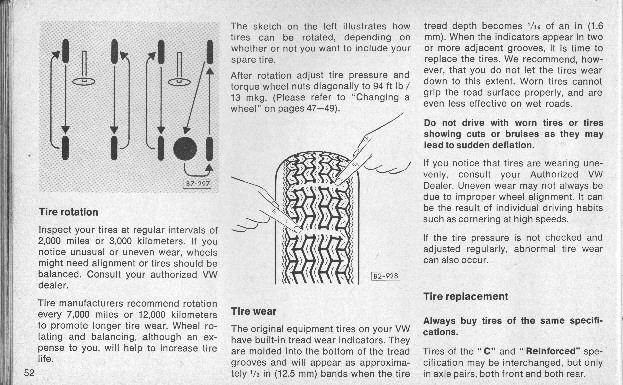 B7-297
Tire rotation
Inspect your tires at regular intervals of
2,000 miles or 3,000 kilometers. If you
notice unusual or uneven wear, wheels
might need alignment or tires should be
balanced. Consult your authorized VW
dealer.
Tire manufacturers recommend rotation
every 7,000 miles or 12,000 kilometers
to promote longer tire wear. Wheel ro-
tating and balancing, although an ex-
pense to you, will help to increase tire
life.
52
The sketch on the left illustrates how
tires can be rotated, depending on
whether or not you want to include your
spare tire.
After rotation adjust tire pressure and
torque wheel nuts diagonally to 94 ft lb /
13 mkg. (Please refer to "Changing a
wheel" on pages 47–49).
B2-928
Tire wear
The original equipment tires on your VW
have built-in tread wear indicators. They
are molded into the bottom of the tread
grooves and will appear as approxima-
tely 1/2 in (12.5 mm) bands when the tire
tread depth becomes 1/16 of an in (1.6
mm). When the indicators appear in two
or more adjacent grooves, it is time to
replace the tires. We recommend, how-
ever, that you do not let the tires wear
down to this extent. Worn tires cannot
grip the road surface properly, and are
even less effective on wet roads.
Do not drive with worn tires or tires
showing cuts or bruises as they may
lead to sudden deflation.
If you notice that tires are wearing une-
venly, consult your Authorized VW
Dealer. Uneven wear may not always be
due to improper wheel alignment. It can
be the result of individual driving habits
such as cornering at high speeds.
If the tire pressure is not checked and
adjusted regularly, abnormal tire wear
can also occur.
Tire replacement
Always buy tires of the same specifi-
cations.
Tires of the "C" and "Reinforced" spe-
cification may be interchanged, but only
in axle pairs, both front and both rear.